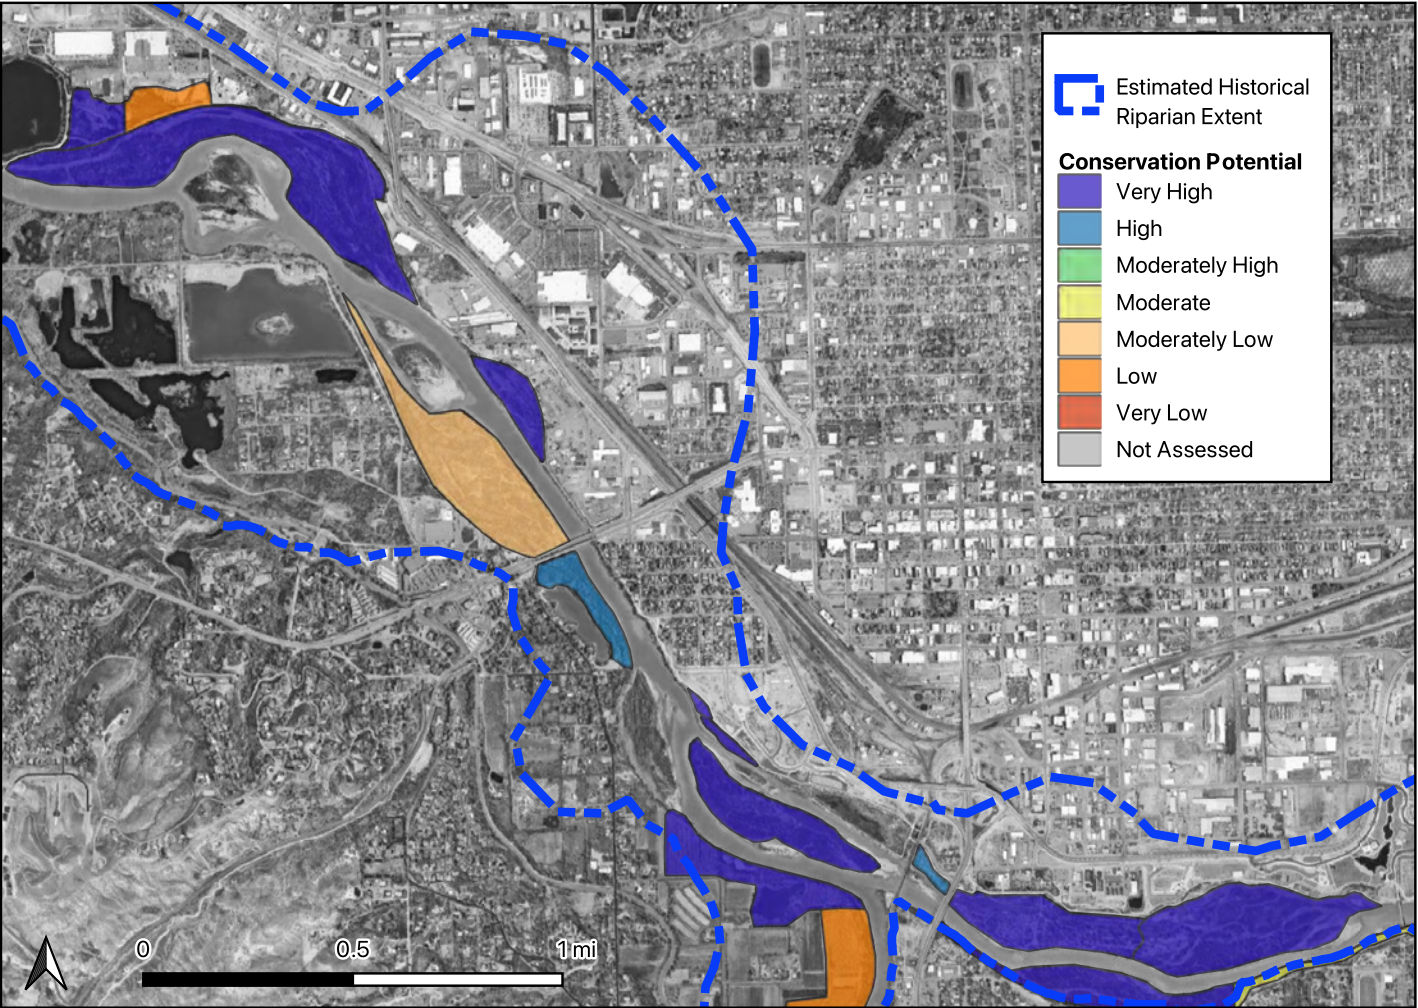 Estimated Historical
Riparian Extent
Conservation Potential
Very High
High
Moderately High
Moderate
Moderately Low
Low
Very Low
Not Assessed
0 0.5 1 mi